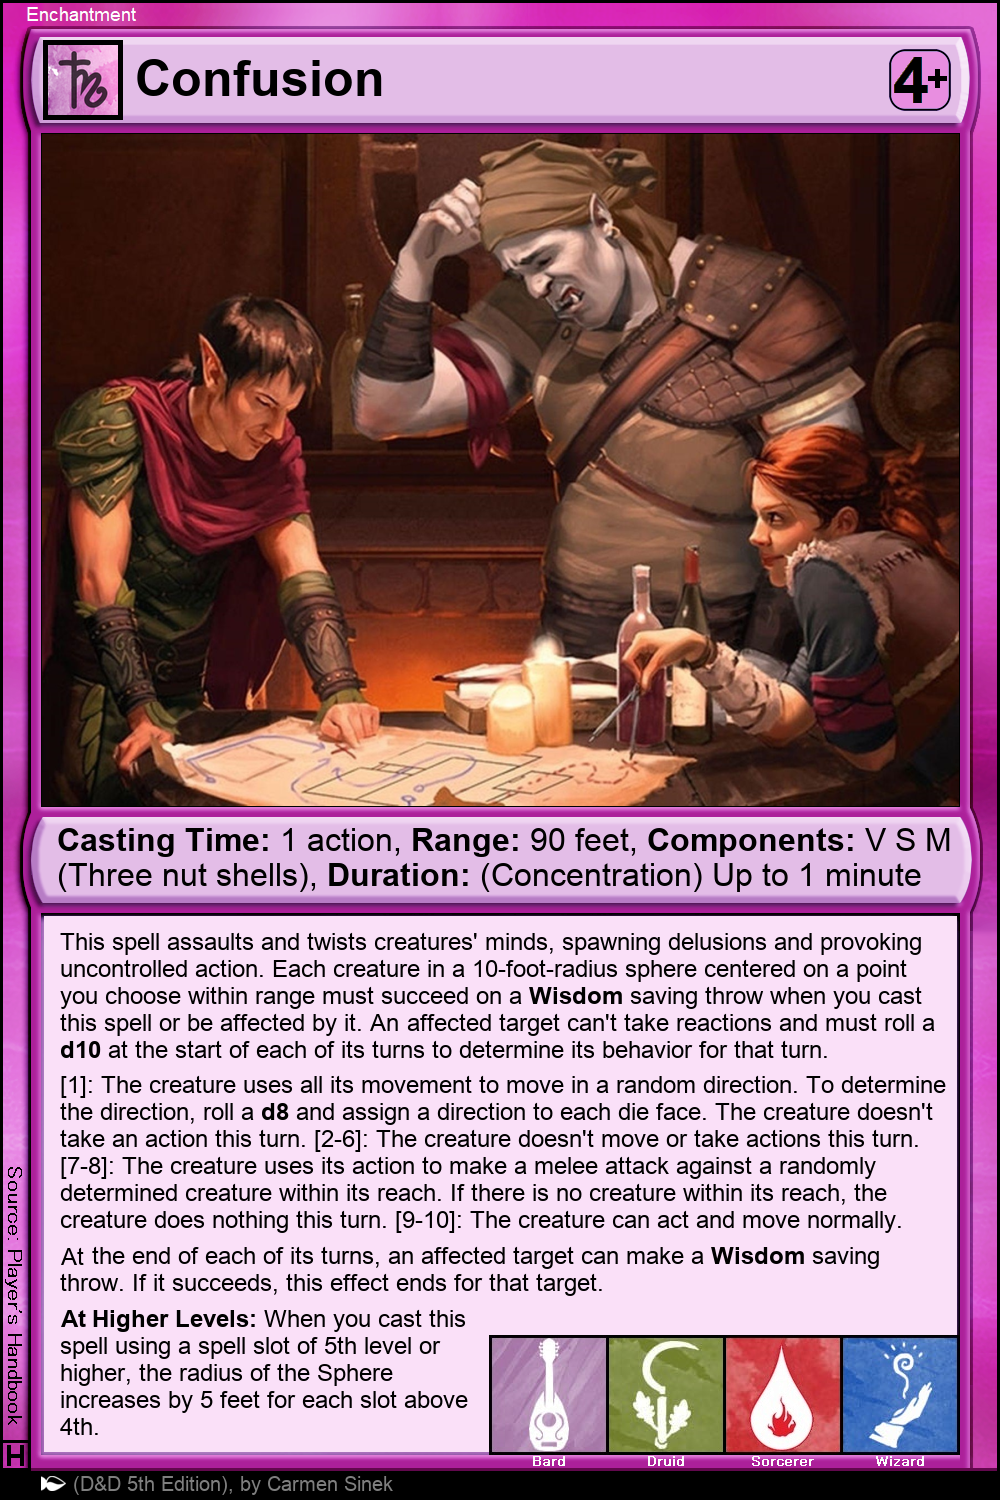 Enchantment
Confusion
4+
Casting Time: 1 action, Range: 90 feet, Components: V S M
(Three nut shells), Duration: (Concentration) Up to 1 minute
This spell assaults and twists creatures' minds, spawning delusions and provoking
uncontrolled action. Each creature in a 10-foot-radius sphere centered on a point
you choose within range must succeed on a Wisdom saving throw when you cast
this spell or be affected by it. An affected target can't take reactions and must roll a
d10 at the start of each of its turns to determine its behavior for that turn.
[1]: The creature uses all its movement to move in a random direction. To determine
the direction, roll a d8 and assign a direction to each die face. The creature doesn't
take an action this turn. [2-6]: The creature doesn't move or take actions this turn.
[7-8]: The creature uses its action to make a melee attack against a randomly
determined creature within its reach. If there is no creature within its reach, the
creature does nothing this turn. [9-10]: The creature can act and move normally.
At the end of each of its turns, an affected target can make a Wisdom saving
throw. If it succeeds, this effect ends for that target.
At Higher Levels: When you cast this
spell using a spell slot of 5th level or
higher, the radius of the Sphere
increases by 5 feet for each slot above
4th.
Bard
Druid
Sorcerer
Wizard
Source: Player's Handbook
H
(D&D 5th Edition), by Carmen Sinek